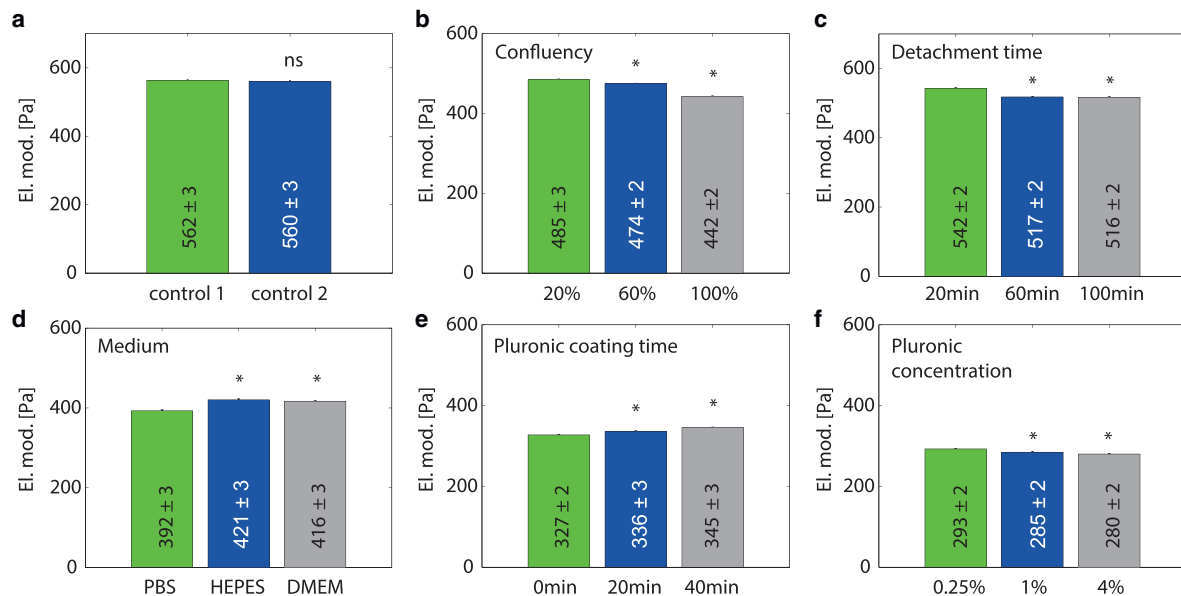 a
El. mod. [Pa]
600
400
200
0
ns
562 ± 3
560 ± 3
control 1 control 2
b
El. mod. [Pa]
600
400
200
0
Confluency
*
*
485 ± 3
474 ± 2
442 ±2
20% 60% 100%
c
El. mod. [Pa]
600
400
200
0
Detachment time
* *
542 ± 2
517 ± 2
516 ± 2
20min 60min 100min
d
El. mod. [Pa]
600
400
200
0
Medium
* *
392 ± 3
421 ± 3
416 ± 3
PBS HEPES DMEM
e
El. mod. [Pa]
600
400
200
0
Pluronic coating time
*
*
327 ± 2
336 ± 3
345 ± 3
0min 20min 40min
f
El. mod. [Pa]
600
400
200
0
Pluronic
concentration
* *
293 ± 2
285 ± 2
280 ± 2
0.25% 1% 4%